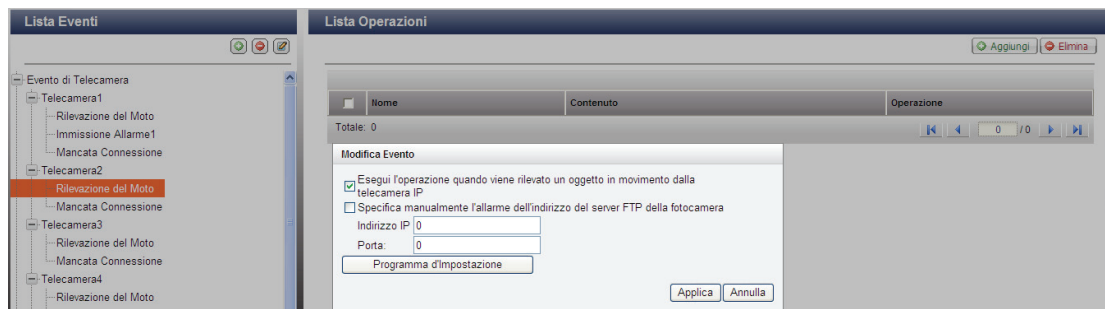 Lista Eventi
Evento di Telecamera
Telecamera1
Rilevazione del Moto
Immissione Allarme1
Mancata Connessione
Telecamera2
Rilevazione del Moto
Mancata Connessione
Telecamera3
Rilevazione del Moto
Mancata Connessione
Telecamera4
Rilevazione del Moto
Lista Operazioni
Aggiungi Elimina
Nome Contenuto Operazione
Totale: 0 0 / 0
Modifica Evento
Esegui l'operazione quando viene rilevato un oggetto in movimento dalla
telecamera IP
Specifica manualmente l'allarme dell'indirizzo del server FTP della fotocamera
Indirizzo IP 0
Porta: 0
Programma d'Impostazione
Applica Annulla